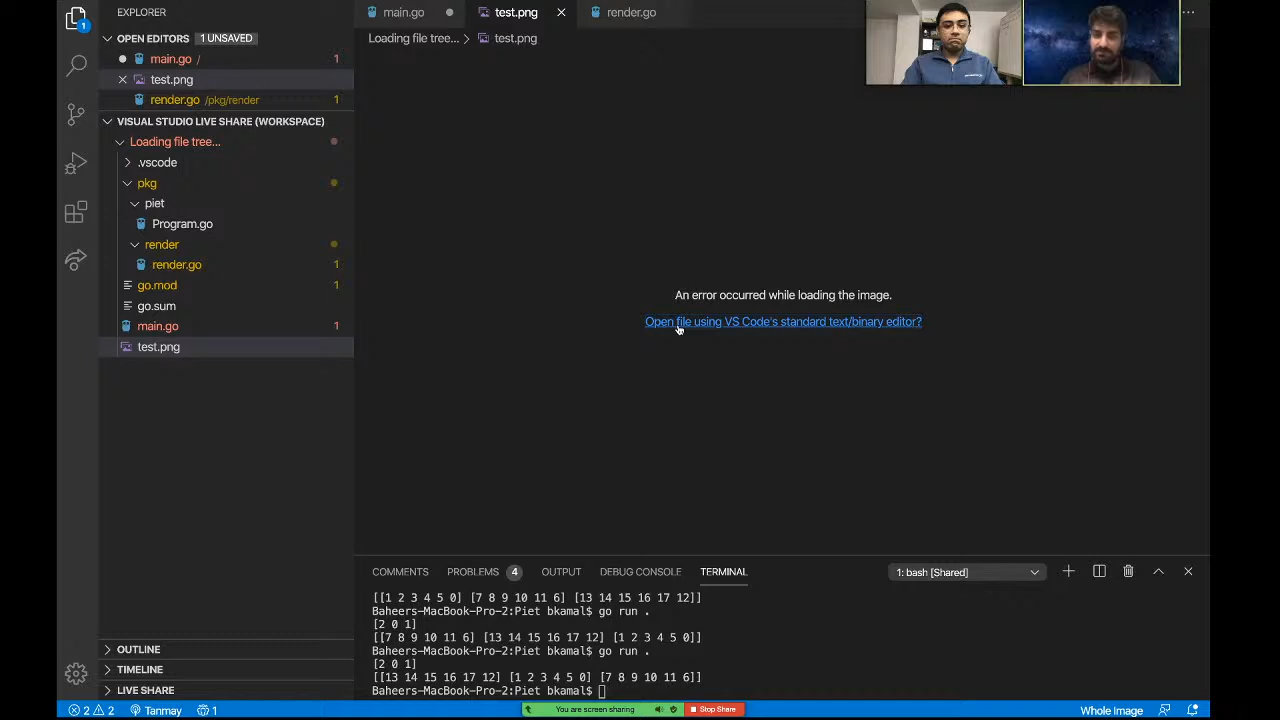 EXPLORER
OPEN EDITORS 1 UNSAVED
main.go / 1
test.png
render.go /pkg/render 1
VISUAL STUDIO LIVE SHARE (WORKSPACE)
Loading file tree...
.vscode
pkg
piet
Program.go
render
render.go 1
go.mod 1
go.sum
main.go 1
test.png
OUTLINE
TIMELINE
LIVE SHARE
main.go test.png render.go
Loading file tree... > test.png
An error occurred while loading the image.
Open file using VS Code's standard text/binary editor?
COMMENTS PROBLEMS 4 OUTPUT DEBUG CONSOLE TERMINAL 1: bash [Shared]
[[1 2 3 4 5 0] [7 8 9 10 11 6] [13 14 15 16 17 12]]
Baheers-MacBook-Pro-2:Piet bkamal$ go run .
[2 0 1]
[[7 8 9 10 11 6] [13 14 15 16 17 12] [1 2 3 4 5 0]]
Baheers-MacBook-Pro-2:Piet bkamal$ go run .
[2 0 1]
[[13 14 15 16 17 12] [1 2 3 4 5 0] [7 8 9 10 11 6]]
Baheers-MacBook-Pro-2:Piet bkamal$
2 2 Tanmay 1 You are screen sharing Stop Share Whole Image